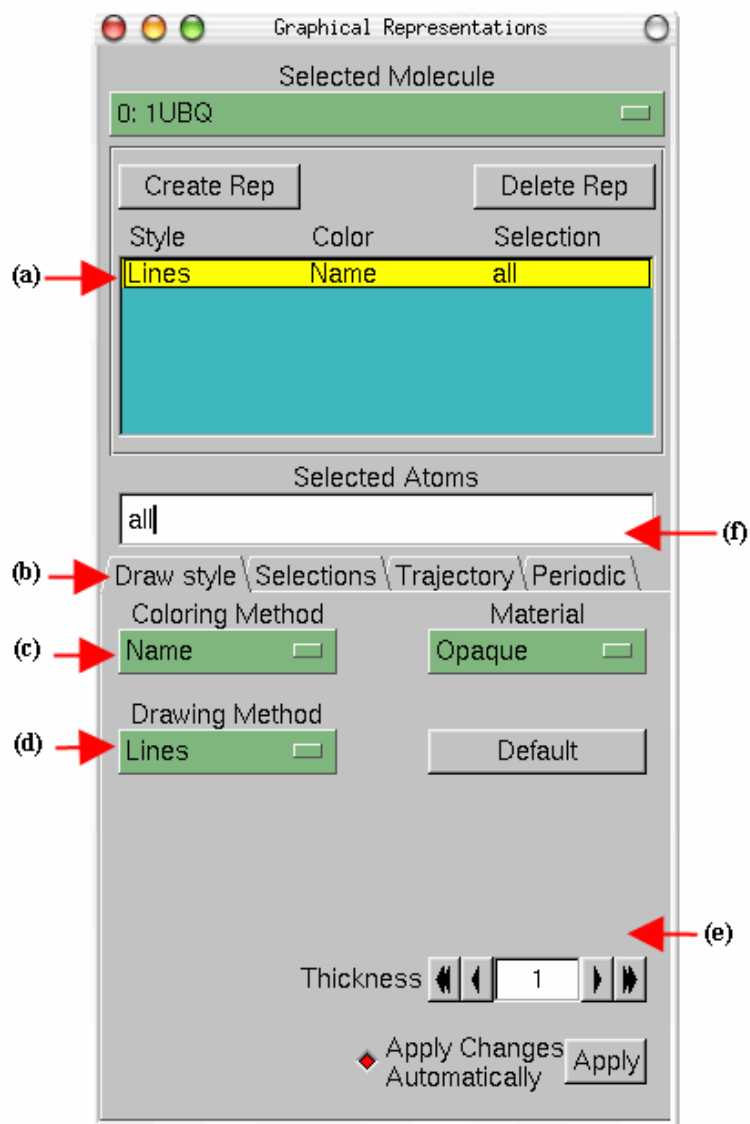 Graphical Representations
Selected Molecule
0: 1UBQ
Create Rep Delete Rep
Style Color Selection
(a) Lines Name all
Selected Atoms
all
(f)
(b) Draw style Selections Trajectory Periodic
Coloring Method Material
(c) Name Opaque
Drawing Method
(d) Lines Default
(e)
Thickness 1
Apply Changes
Automatically Apply